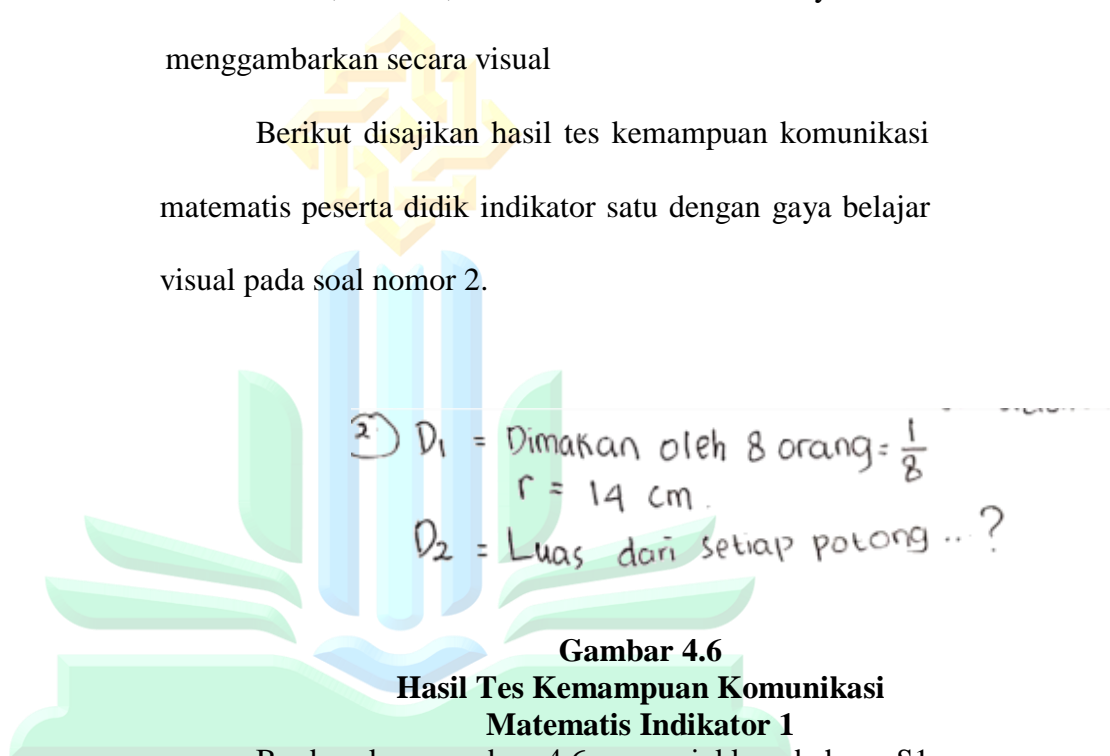 menggambarkan secara visual
Berikut disajikan hasil tes kemampuan komunikasi
matematis peserta didik indikator satu dengan gaya belajar
visual pada soal nomor 2.
2) D₁ = Dimakan oleh 8 orang = 1/8
r = 14 cm.
D₂ = Luas dari setiap potong ...?
Gambar 4.6
Hasil Tes Kemampuan Komunikasi
Matematis Indikator 1